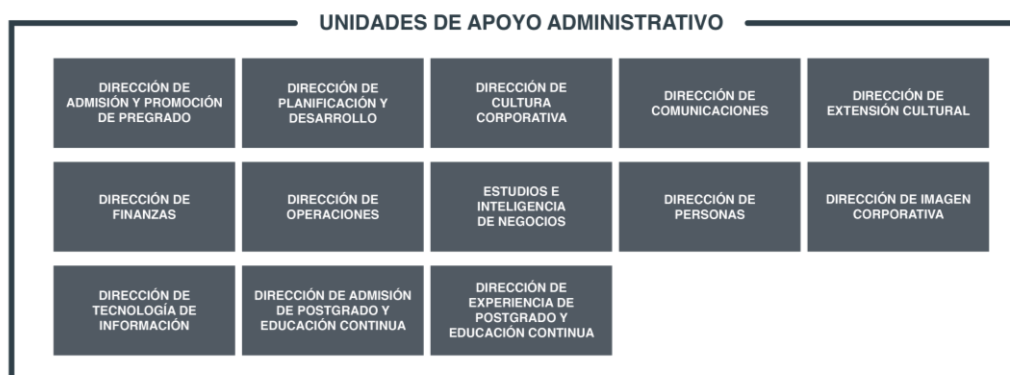 UNIDADES DE APOYO ADMINISTRATIVO
DIRECCIÓN DE
ADMISIÓN Y PROMOCIÓN
DE PREGRADO
DIRECCIÓN DE
PLANIFICACIÓN Y
DESARROLLO
DIRECCIÓN DE
CULTURA
CORPORATIVA
DIRECCIÓN DE
COMUNICACIONES
DIRECCIÓN DE
EXTENSIÓN CULTURAL
DIRECCIÓN DE
FINANZAS
DIRECCIÓN DE
OPERACIONES
ESTUDIOS E
INTELIGENCIA
DE NEGOCIOS
DIRECCIÓN DE
PERSONAS
DIRECCIÓN DE IMAGEN
CORPORATIVA
DIRECCIÓN DE
TECNOLOGÍA DE
INFORMACIÓN
DIRECCIÓN DE ADMISIÓN
DE POSTGRADO Y
EDUCACIÓN CONTINUA
DIRECCIÓN DE
EXPERIENCIA DE
POSTGRADO Y
EDUCACIÓN CONTINUA